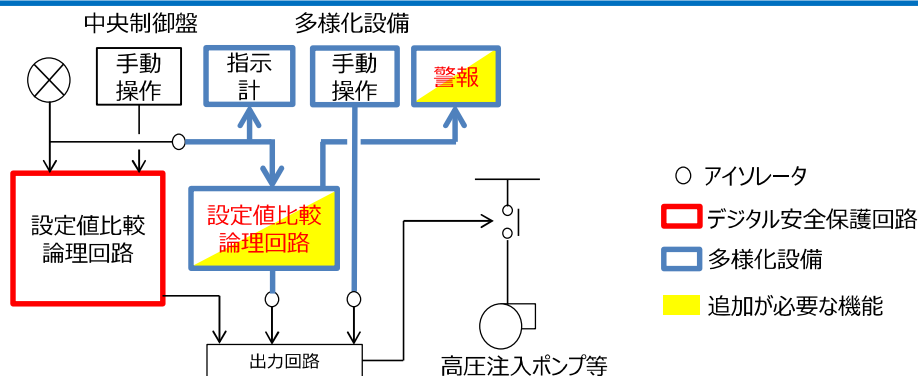 中央制御盤
多様化設備
手動
操作
指示
計
手動
操作
警報
設定値比較
論理回路
設定値比較
論理回路
出力回路
高圧注入ポンプ等
アイソレータ
デジタル安全保護回路
多様化設備
追加が必要な機能